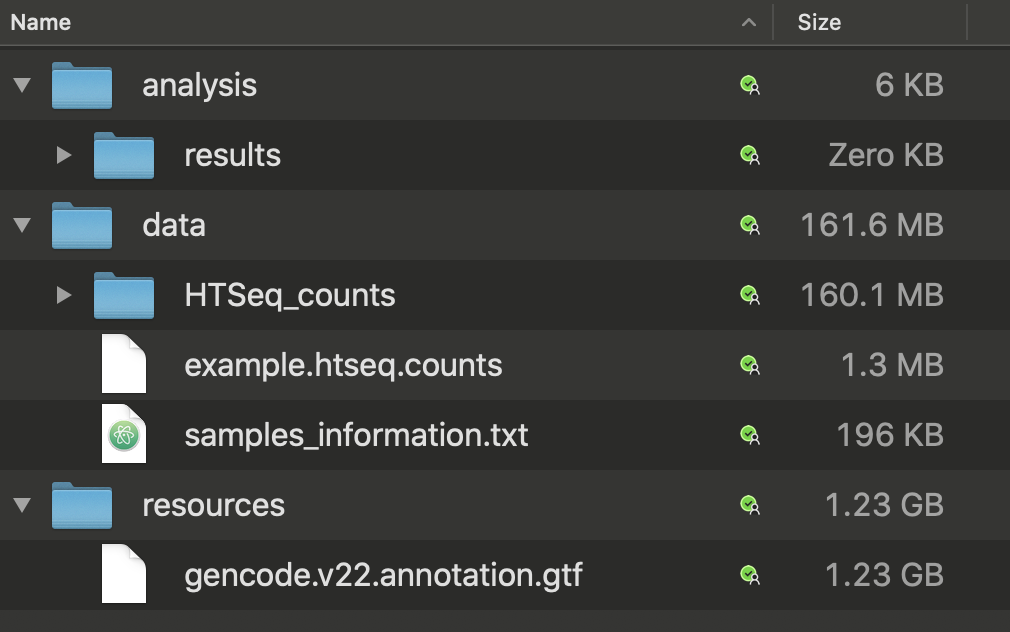 Name Size
analysis 6 KB
results Zero KB
data 161.6 MB
HTSeq_counts 160.1 MB
example.htseq.counts 1.3 MB
samples_information.txt 196 KB
resources 1.23 GB
gencode.v22.annotation.gtf 1.23 GB